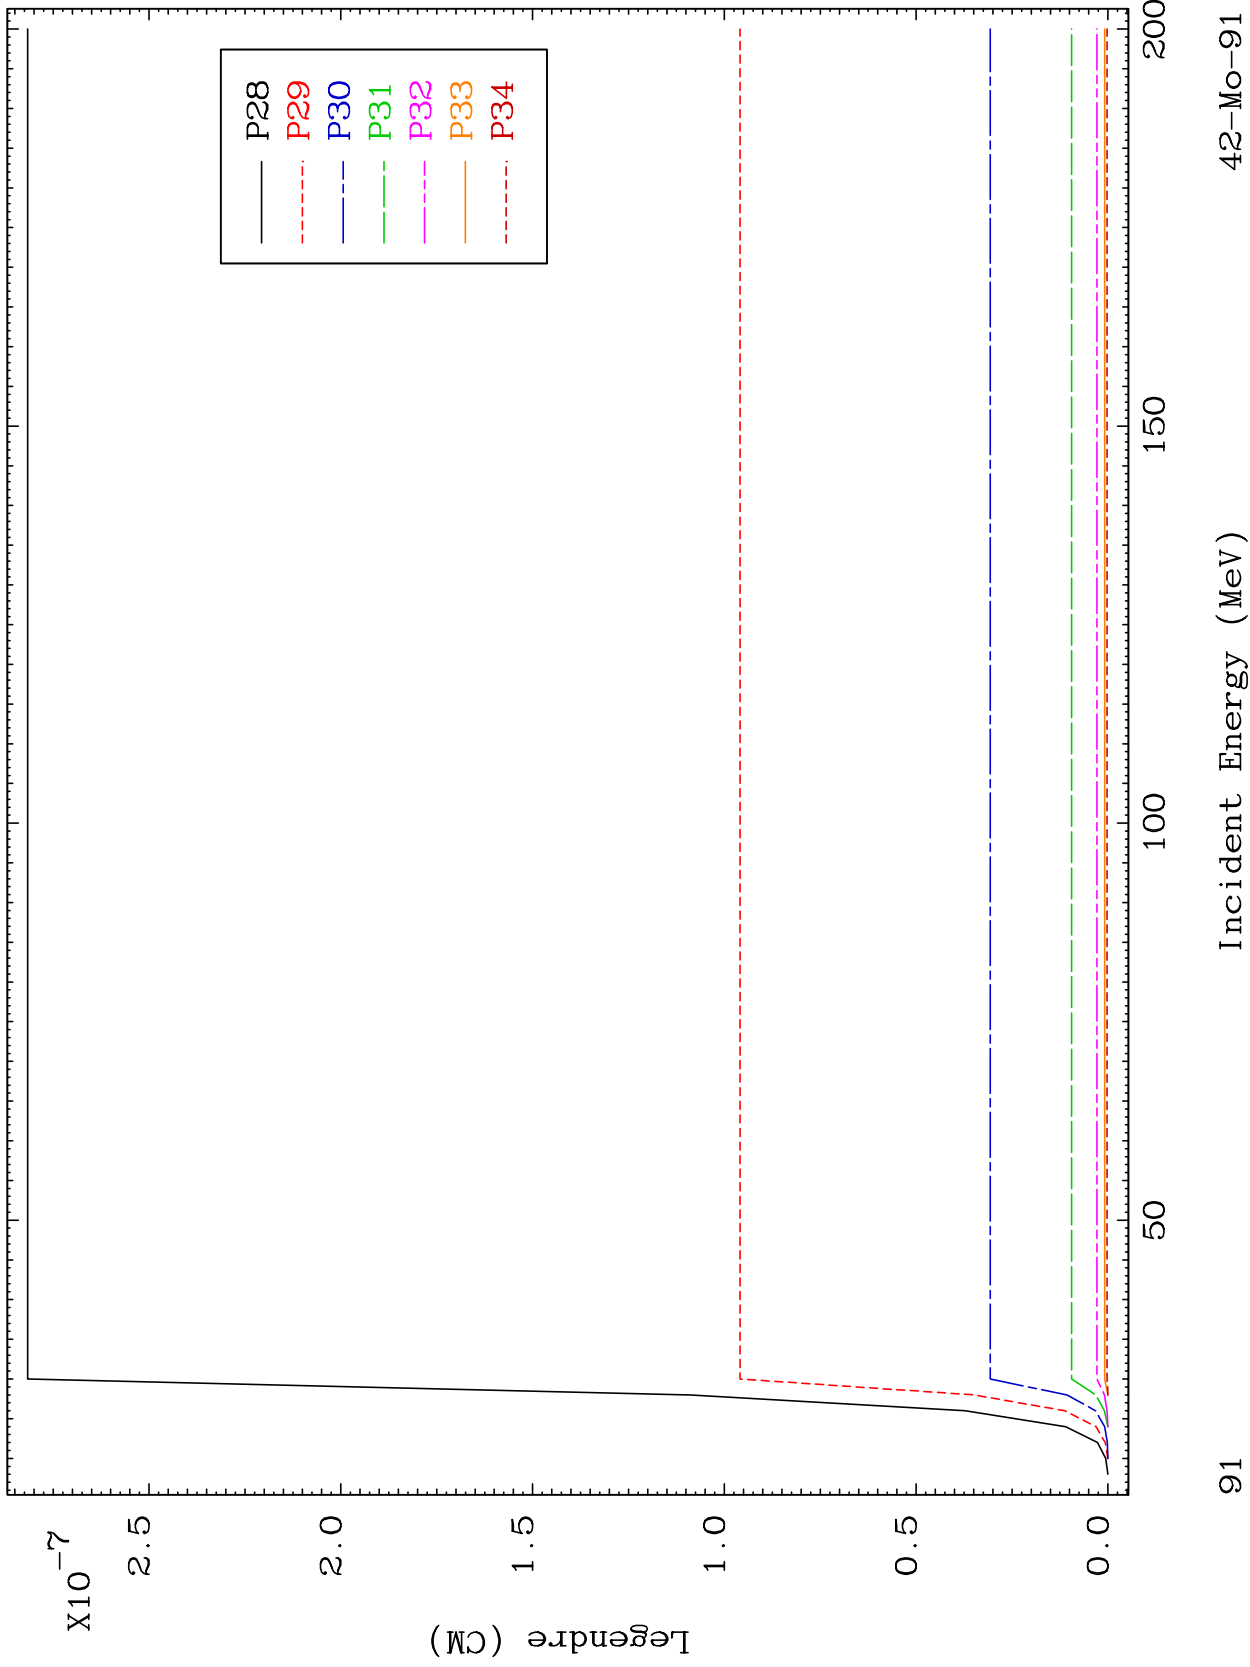 X10-7
2.5
2.0
1.5
1.0
0.5
0.0
Legendre (CM)
P28
P29
P30
P31
P32
P33
P34
50
100
150
200
Incident Energy (MeV)
91
42-Mo-91